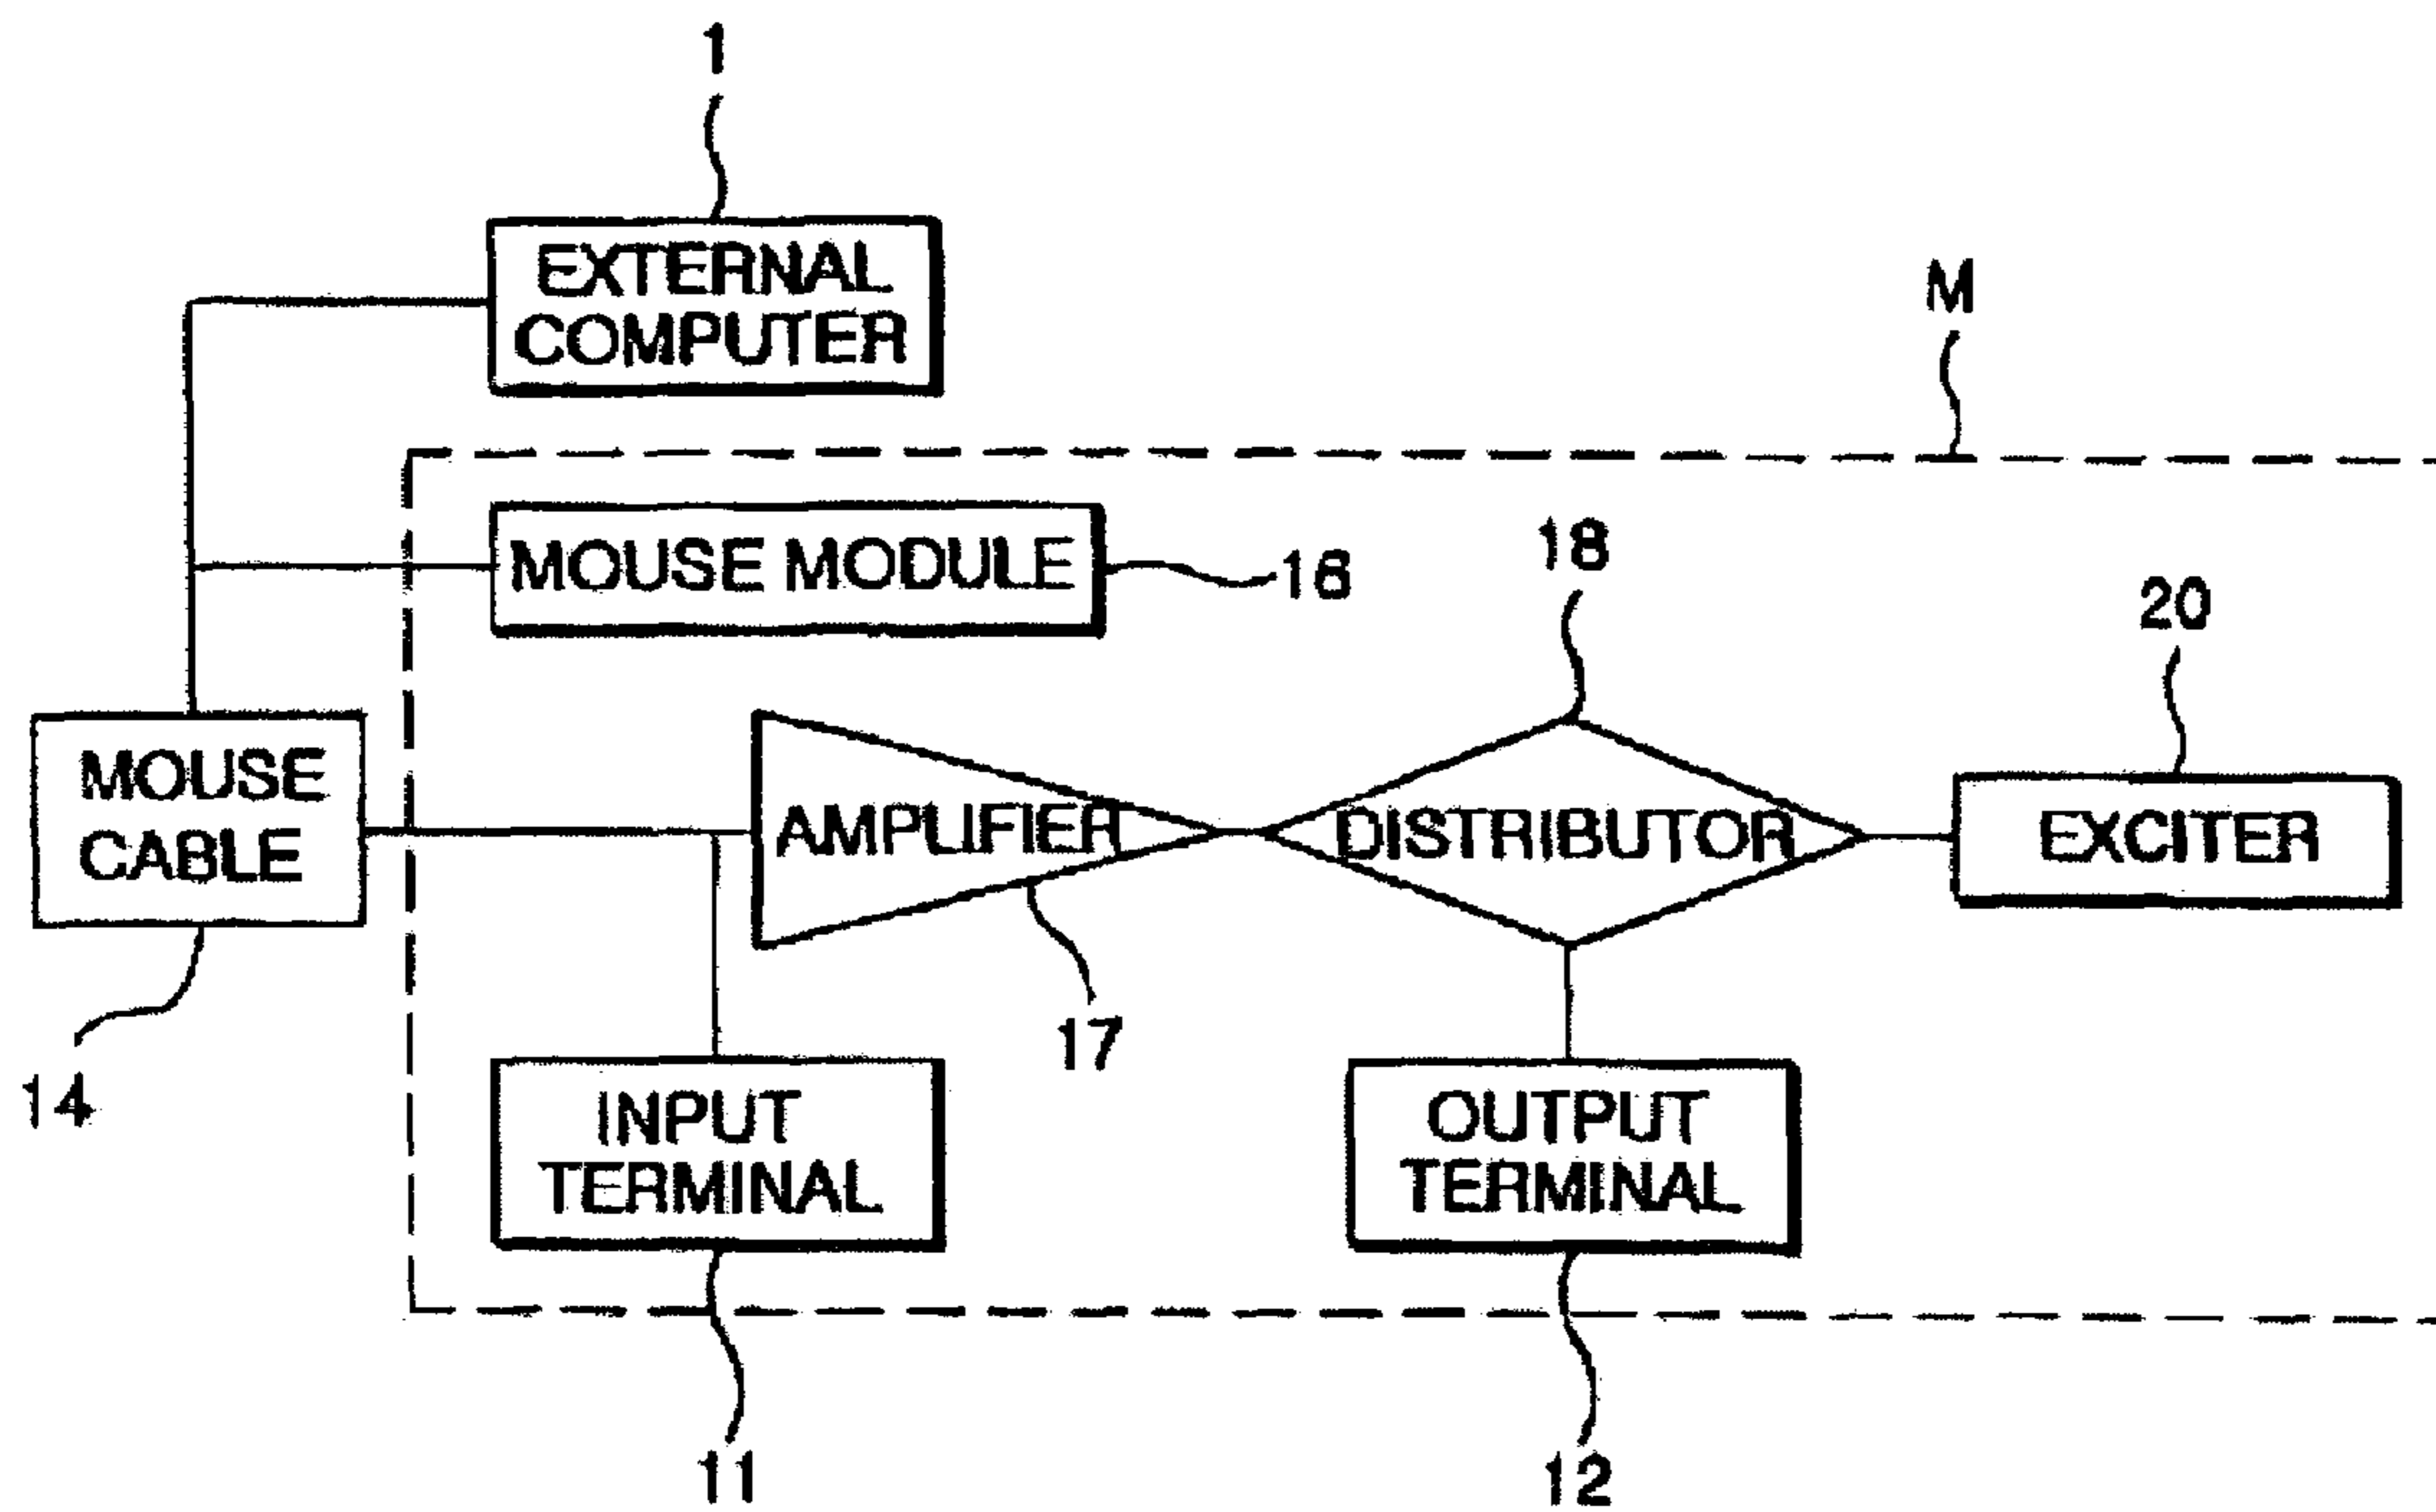 1
EXTERNAL
COMPUTER
M
MOUSE MODULE
16
18
20
MOUSE
CABLE
AMPLIFIER
DISTRIBUTOR
EXCITER
14
17
INPUT
TERMINAL
OUTPUT
TERMINAL
11
12